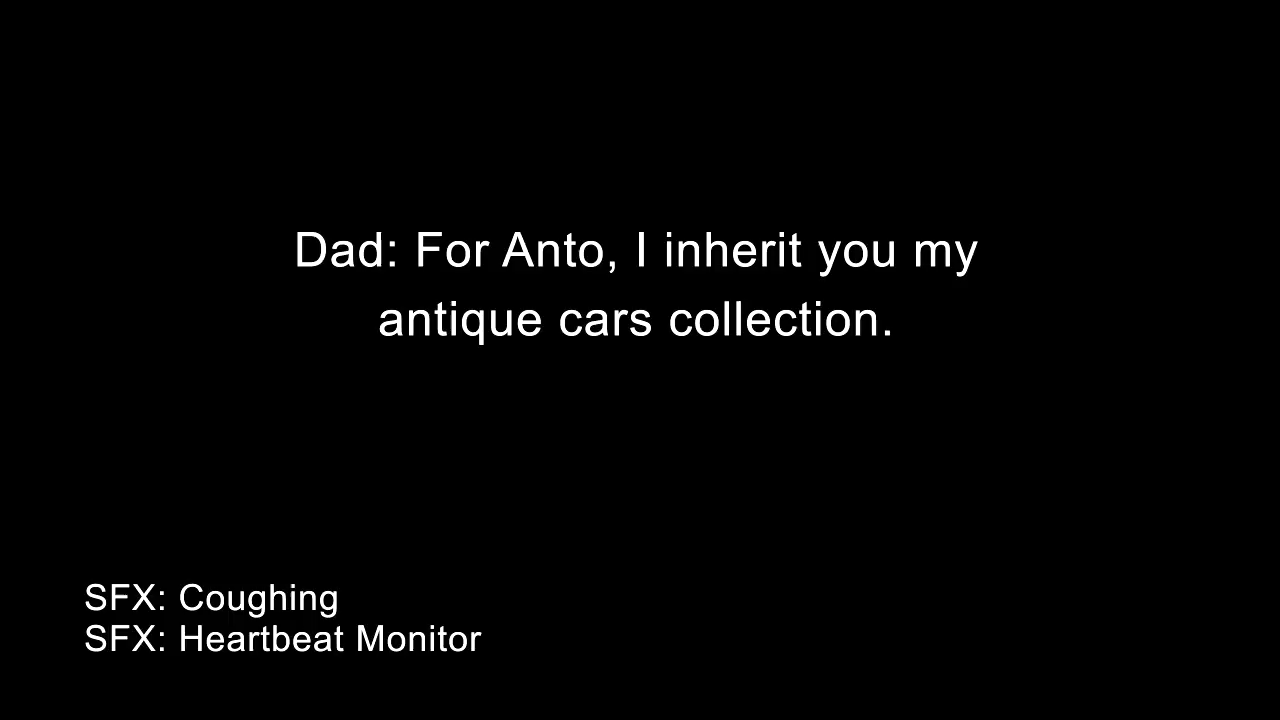 Dad: For Anto, I inherit you my
antique cars collection.
SFX: Coughing
SFX: Heartbeat Monitor